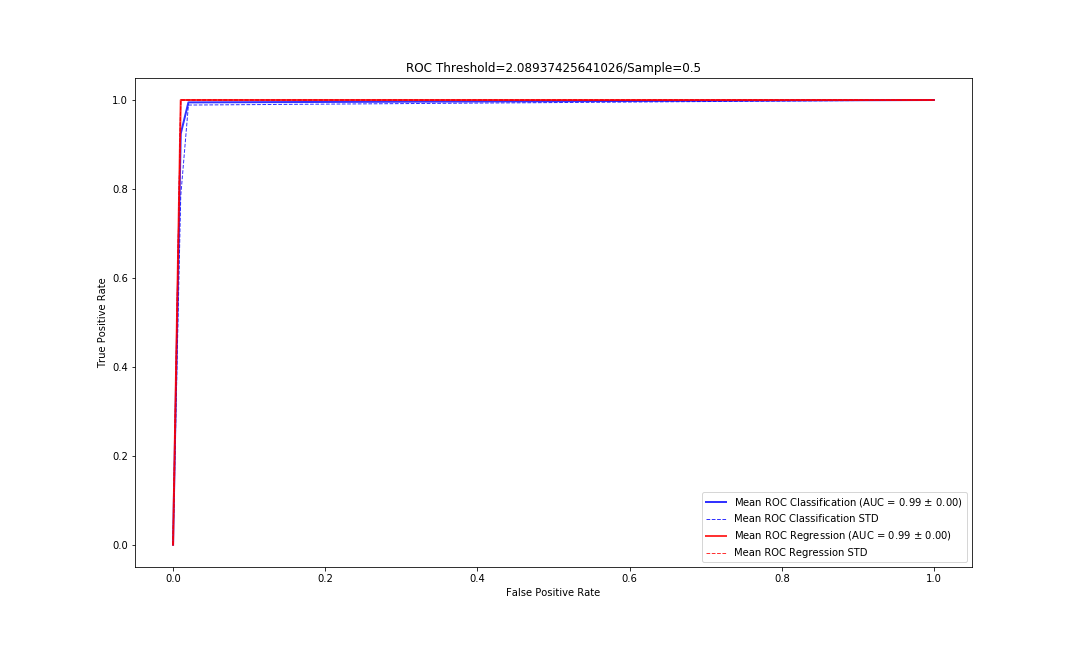 ROC Threshold=2.08937425641026/Sample=0.5
1.0
0.8
0.6
0.4
0.2
0.0
True Positive Rate
Mean ROC Classification (AUC = 0.99 ± 0.00)
Mean ROC Classification STD
Mean ROC Regression (AUC = 0.99 ± 0.00)
Mean ROC Regression STD
0.0 0.2 0.4 0.6 0.8 1.0
False Positive Rate